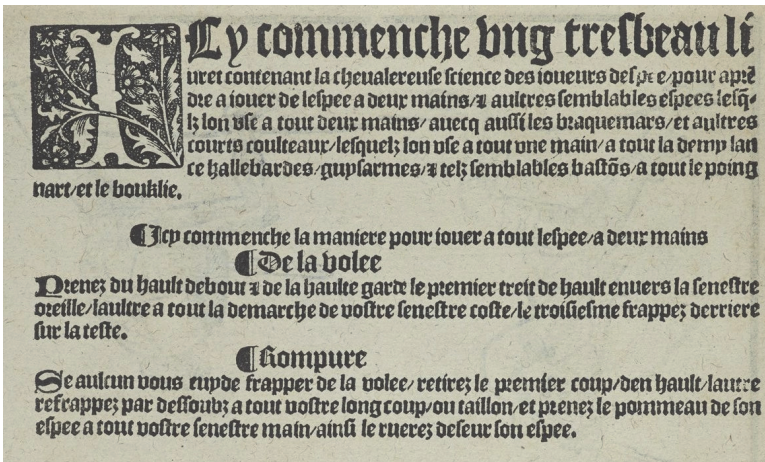 ICy commenche vng tresbeau li
uret contenant la cheualereuse science des ioueurs despee/pour aprẽ
dre a iouer de lespee a deux mains/⁊ aultres semblables espees lesq̃-
lz lon vse a tout deux mains/auecq aussi les braquemars/et aultres
courts coulteaux/lesquelz lon vse a tout vne main/a tout la demy lan
ce hallebardes/guysarmes/⁊ telz semblables bastõs/a tout le poing
nart/et le bouklie.
¶Icy commenche la maniere pour iouer a tout lespee/a deux mains
¶De la volee
Prenez du hault debout ⁊ de la haulte garde le premier treit de hault enuers la senestre
oreille/laultre a tout la demarche de vostre senestre coste/le troisiesme frappez derriere
sur la teste.
¶Rompure
Se aulcun vous cuyde frapper de la volee/retirez le premier coup/den hault/laultre
refrappez par dessoubz a tout vostre long coup/ou taillon/et prenez le pommeau de son
espee a tout vostre senestre main/ainsi le ruerez deseur son espee.